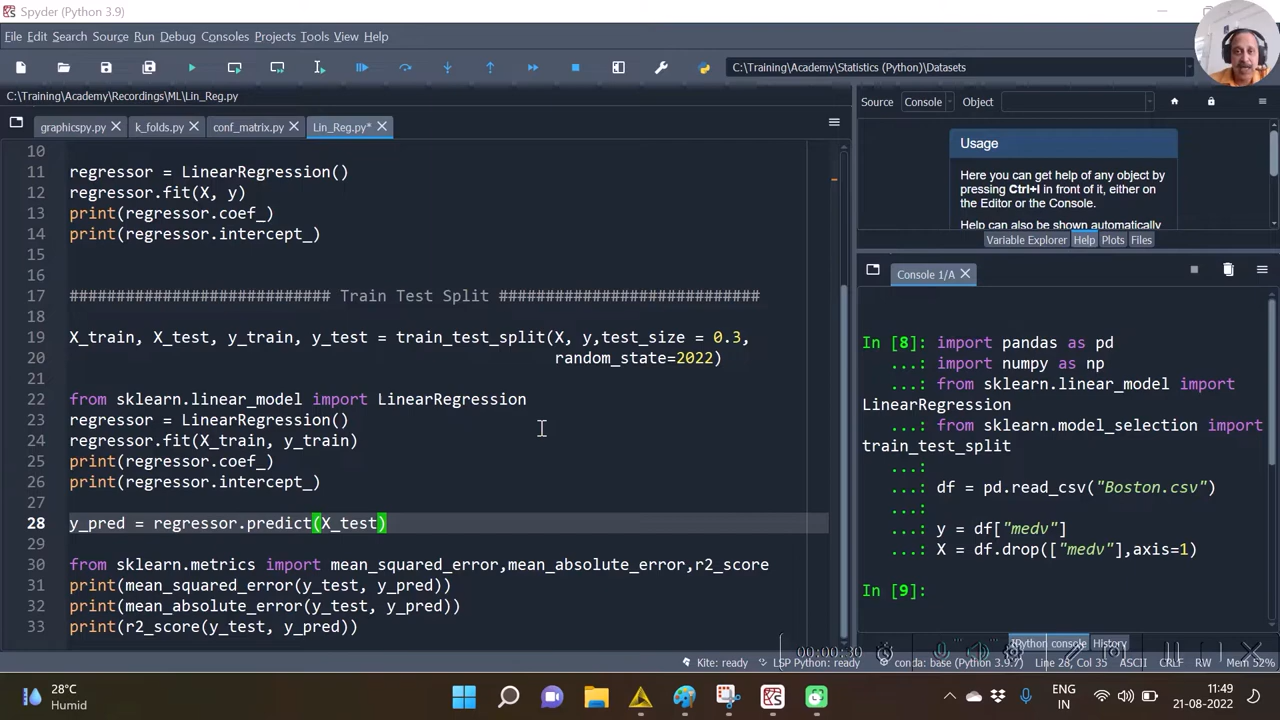 Spyder (Python 3.9)
File Edit Search Source Run Debug Consoles Projects Tools View Help
C:\Training\Academy\Statistics (Python)\Datasets
C:\Training\Academy\Recordings\ML\Lin_Reg.py
graphicspy.py k_folds.py conf_matrix.py Lin_Reg.py*
10
11 regressor = LinearRegression()
12 regressor.fit(X, y)
13 print(regressor.coef_)
14 print(regressor.intercept_)
15
16
17 ############################ Train Test Split ############################
18
19 X_train, X_test, y_train, y_test = train_test_split(X, y,test_size = 0.3,
20 random_state=2022)
21
22 from sklearn.linear_model import LinearRegression
23 regressor = LinearRegression()
24 regressor.fit(X_train, y_train)
25 print(regressor.coef_)
26 print(regressor.intercept_)
27
28 y_pred = regressor.predict(X_test)
29
30 from sklearn.metrics import mean_squared_error,mean_absolute_error,r2_score
31 print(mean_squared_error(y_test, y_pred))
32 print(mean_absolute_error(y_test, y_pred))
33 print(r2_score(y_test, y_pred))
Source Console Object
Usage
Here you can get help of any object by
pressing Ctrl+I in front of it, either on
the Editor or the Console.
Help can also be shown automatically
Variable Explorer Help Plots Files
Console 1/A
In [8]: import pandas as pd
...: import numpy as np
...: from sklearn.linear_model import
LinearRegression
...: from sklearn.model_selection import
train_test_split
...:
...: df = pd.read_csv("Boston.csv")
...:
...: y = df["medv"]
...: X = df.drop(["medv"],axis=1)
In [9]:
IPython console History
00:00:30
Kite: ready LSP Python: ready conda: base (Python 3.9.7) Line 28, Col 35 ASCII CRLF RW Mem 52%
28°C
Humid
ENG
IN
11:49
21-08-2022